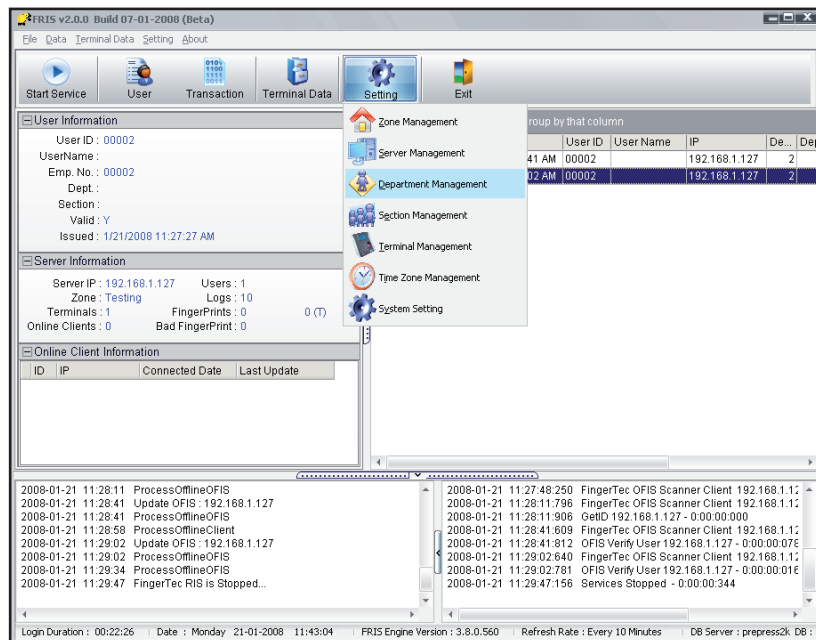 FRIS v2.0.0 Build 07-01-2008 (Beta)
File Data Terminal Data Setting About
Start Service User Transaction Terminal Data Setting Exit
User Information
User ID : 00002
UserName :
Emp. No. : 00002
Dept. :
Section :
Valid : Y
Issued : 1/21/2008 11:27:27 AM
Server Information
Server IP : 192.168.1.127 Users : 1
Zone : Testing Logs : 10
Terminals : 1 FingerPrints : 0 0 (T)
Online Clients : 0 Bad FingerPrint : 0
Online Client Information
ID IP Connected Date Last Update
Zone Management
Server Management
Department Management
Section Management
Terminal Management
Time Zone Management
System Setting
roup by that column
User ID User Name IP De... Dep
41 AM 00002 192.168.1.127 2
02 AM 00002 192.168.1.127 2
2008-01-21 11:28:11 ProcessOfflineOFIS
2008-01-21 11:28:41 Update OFIS : 192.168.1.127
2008-01-21 11:28:41 ProcessOfflineOFIS
2008-01-21 11:28:58 ProcessOfflineClient
2008-01-21 11:29:02 Update OFIS : 192.168.1.127
2008-01-21 11:29:02 ProcessOfflineOFIS
2008-01-21 11:29:34 ProcessOfflineOFIS
2008-01-21 11:29:47 FingerTec RIS is Stopped...
2008-01-21 11:27:48:250 FingerTec OFIS Scanner Client 192.168.1.12
2008-01-21 11:28:11:796 FingerTec OFIS Scanner Client 192.168.1.12
2008-01-21 11:28:11:906 GetID 192.168.1.127 - 0:00:00:000
2008-01-21 11:28:41:609 FingerTec OFIS Scanner Client 192.168.1.12
2008-01-21 11:28:41:812 OFIS Verify User 192.168.1.127 - 0:00:00:078
2008-01-21 11:29:02:640 FingerTec OFIS Scanner Client 192.168.1.12
2008-01-21 11:29:02:781 OFIS Verify User 192.168.1.127 - 0:00:00:016
2008-01-21 11:29:47:156 Services Stopped - 0:00:00:344
Login Duration : 00:22:26 Date : Monday 21-01-2008 11:43:04 FRIS Engine Version : 3.8.0.560 Refresh Rate : Every 10 Minutes DB Server : prepress2k DB :